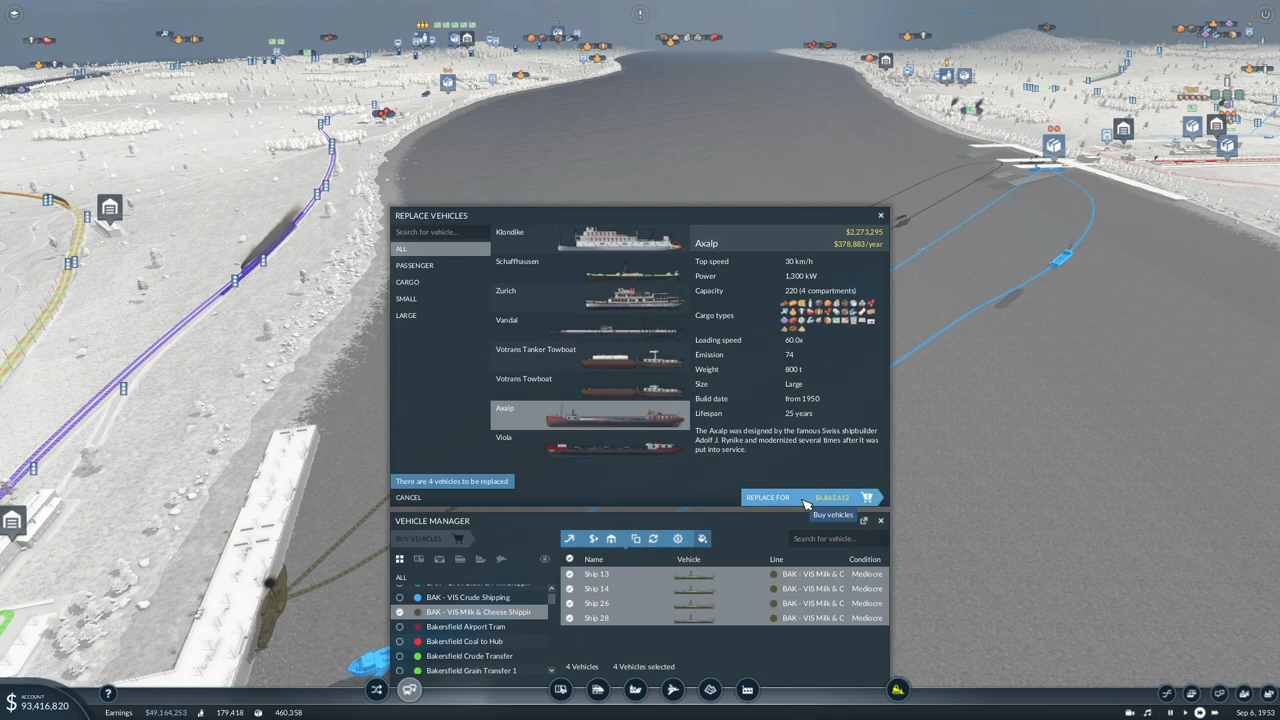 REPLACE VEHICLES
Search for vehicle...
ALL
PASSENGER
CARGO
SMALL
LARGE
Klondike
Schaffhausen
Zurich
Vandal
Votrans Tanker Towboat
Votrans Towboat
Axalp
Viola
$2,273,295
Axalp $378,883/year
Top speed 30 km/h
Power 1,300 kW
Capacity 220 (4 compartments)
Cargo types
Loading speed 60.0x
Emission 74
Weight 800 t
Size Large
Build date from 1950
Lifespan 25 years
The Axalp was designed by the famous Swiss shipbuilder
Adolf J. Rynike and modernized several times after it was
put into service.
There are 4 vehicles to be replaced
CANCEL
REPLACE FOR $6,863,612
Buy vehicles
VEHICLE MANAGER
BUY VEHICLES
Search for vehicle...
ALL
BAK - VIS Crude Shipping
BAK - VIS Milk & Cheese Shippin
Bakersfield Airport Tram
Bakersfield Coal to Hub
Bakersfield Crude Transfer
Bakersfield Grain Transfer 1
Name Vehicle Line Condition
Ship 13 BAK - VIS Milk & C Mediocre
Ship 14 BAK - VIS Milk & C Mediocre
Ship 26 BAK - VIS Milk & C Mediocre
Ship 28 BAK - VIS Milk & C Mediocre
4 Vehicles 4 Vehicles selected
$ ACCOUNT
93,416,820
?
Earnings $49,164,253 179,418 460,358
Sep 6, 1953